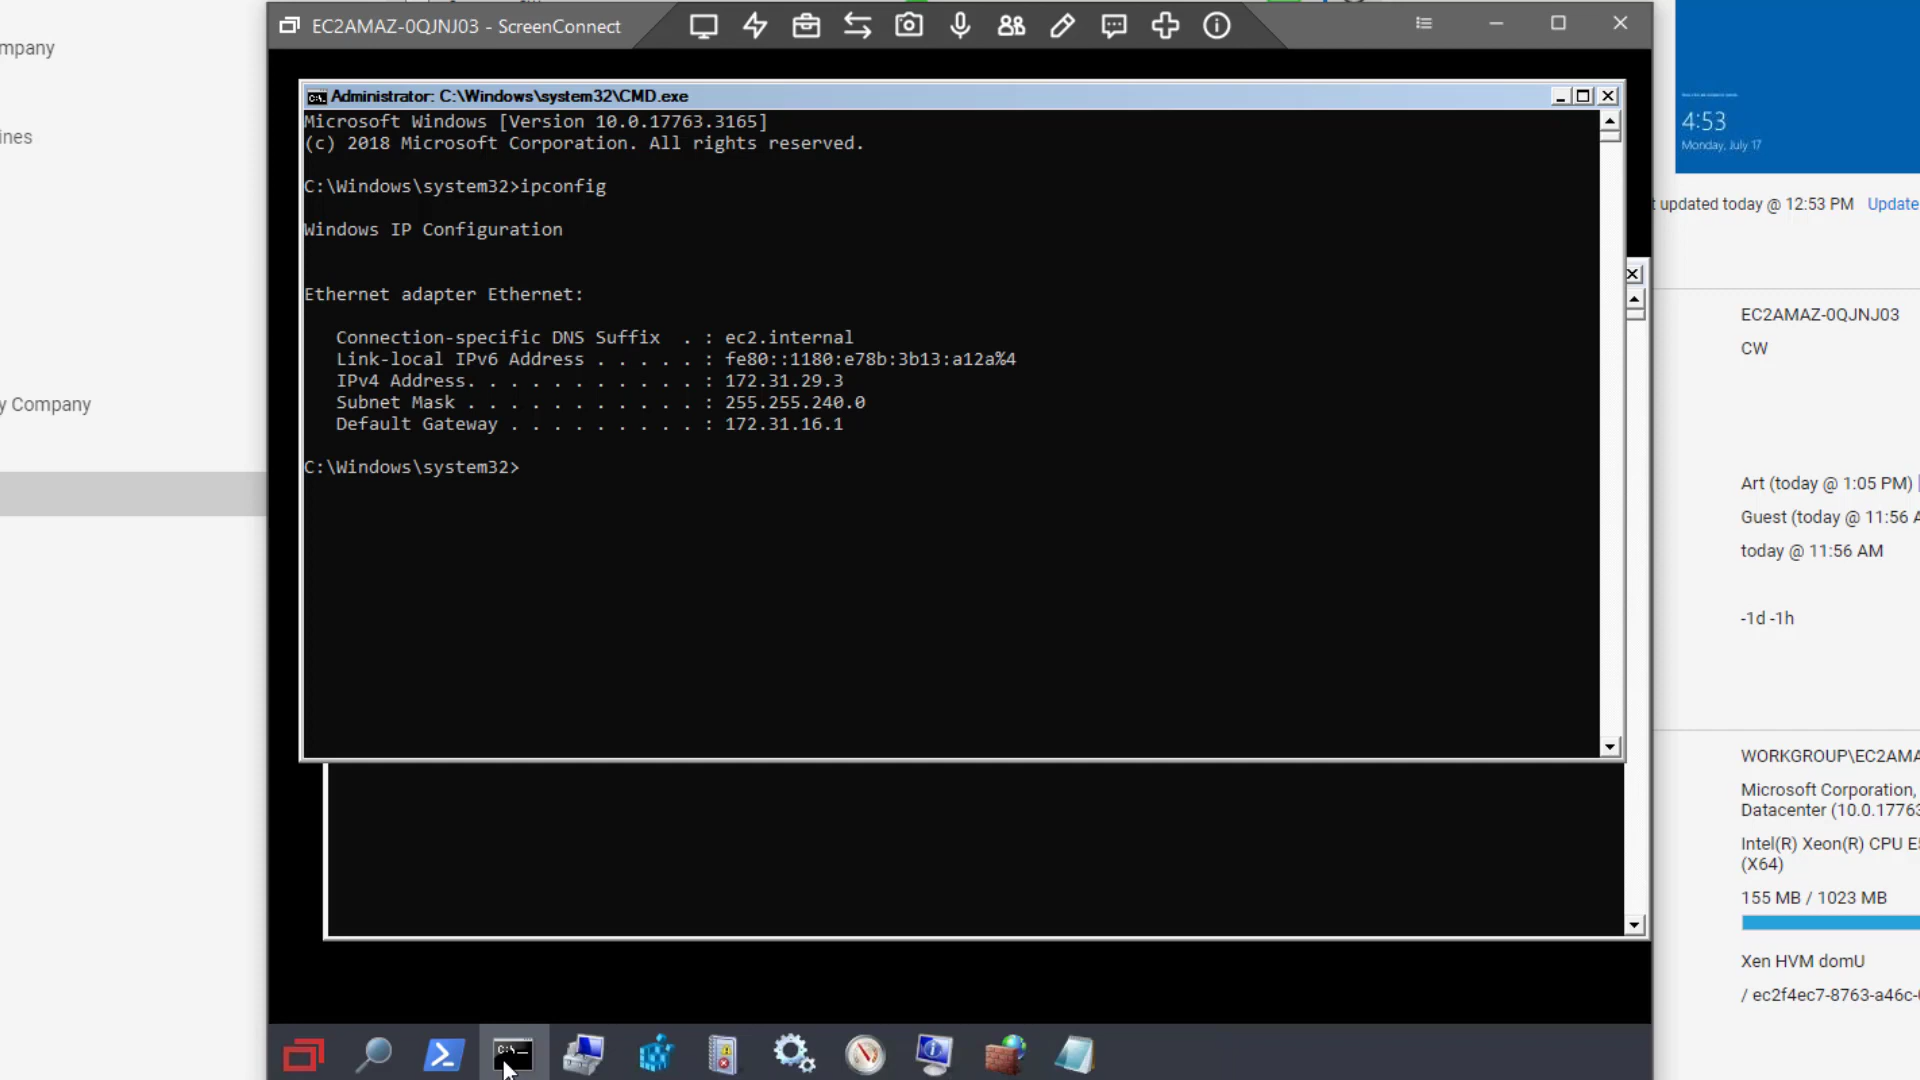 mpany
ines
y Company
EC2AMAZ-0QJNJ03 - ScreenConnect
Administrator: C:\Windows\system32\CMD.exe
Microsoft Windows [Version 10.0.17763.3165]
(c) 2018 Microsoft Corporation. All rights reserved.
C:\Windows\system32>ipconfig
Windows IP Configuration
Ethernet adapter Ethernet:
Connection-specific DNS Suffix  . : ec2.internal
Link-local IPv6 Address . . . . . : fe80::1180:e78b:3b13:a12a%4
IPv4 Address. . . . . . . . . . . : 172.31.29.3
Subnet Mask . . . . . . . . . . . : 255.255.240.0
Default Gateway . . . . . . . . . : 172.31.16.1
C:\Windows\system32>
4:53
Monday, July 17
t updated today @ 12:53 PM Update
EC2AMAZ-0QJNJ03
CW
Art (today @ 1:05 PM)
Guest (today @ 11:56 A
today @ 11:56 AM
-1d -1h
WORKGROUP\EC2AMA
Microsoft Corporation,
Datacenter (10.0.17763
Intel(R) Xeon(R) CPU E5
(X64)
155 MB / 1023 MB
Xen HVM domU
/ ec2f4ec7-8763-a46c-